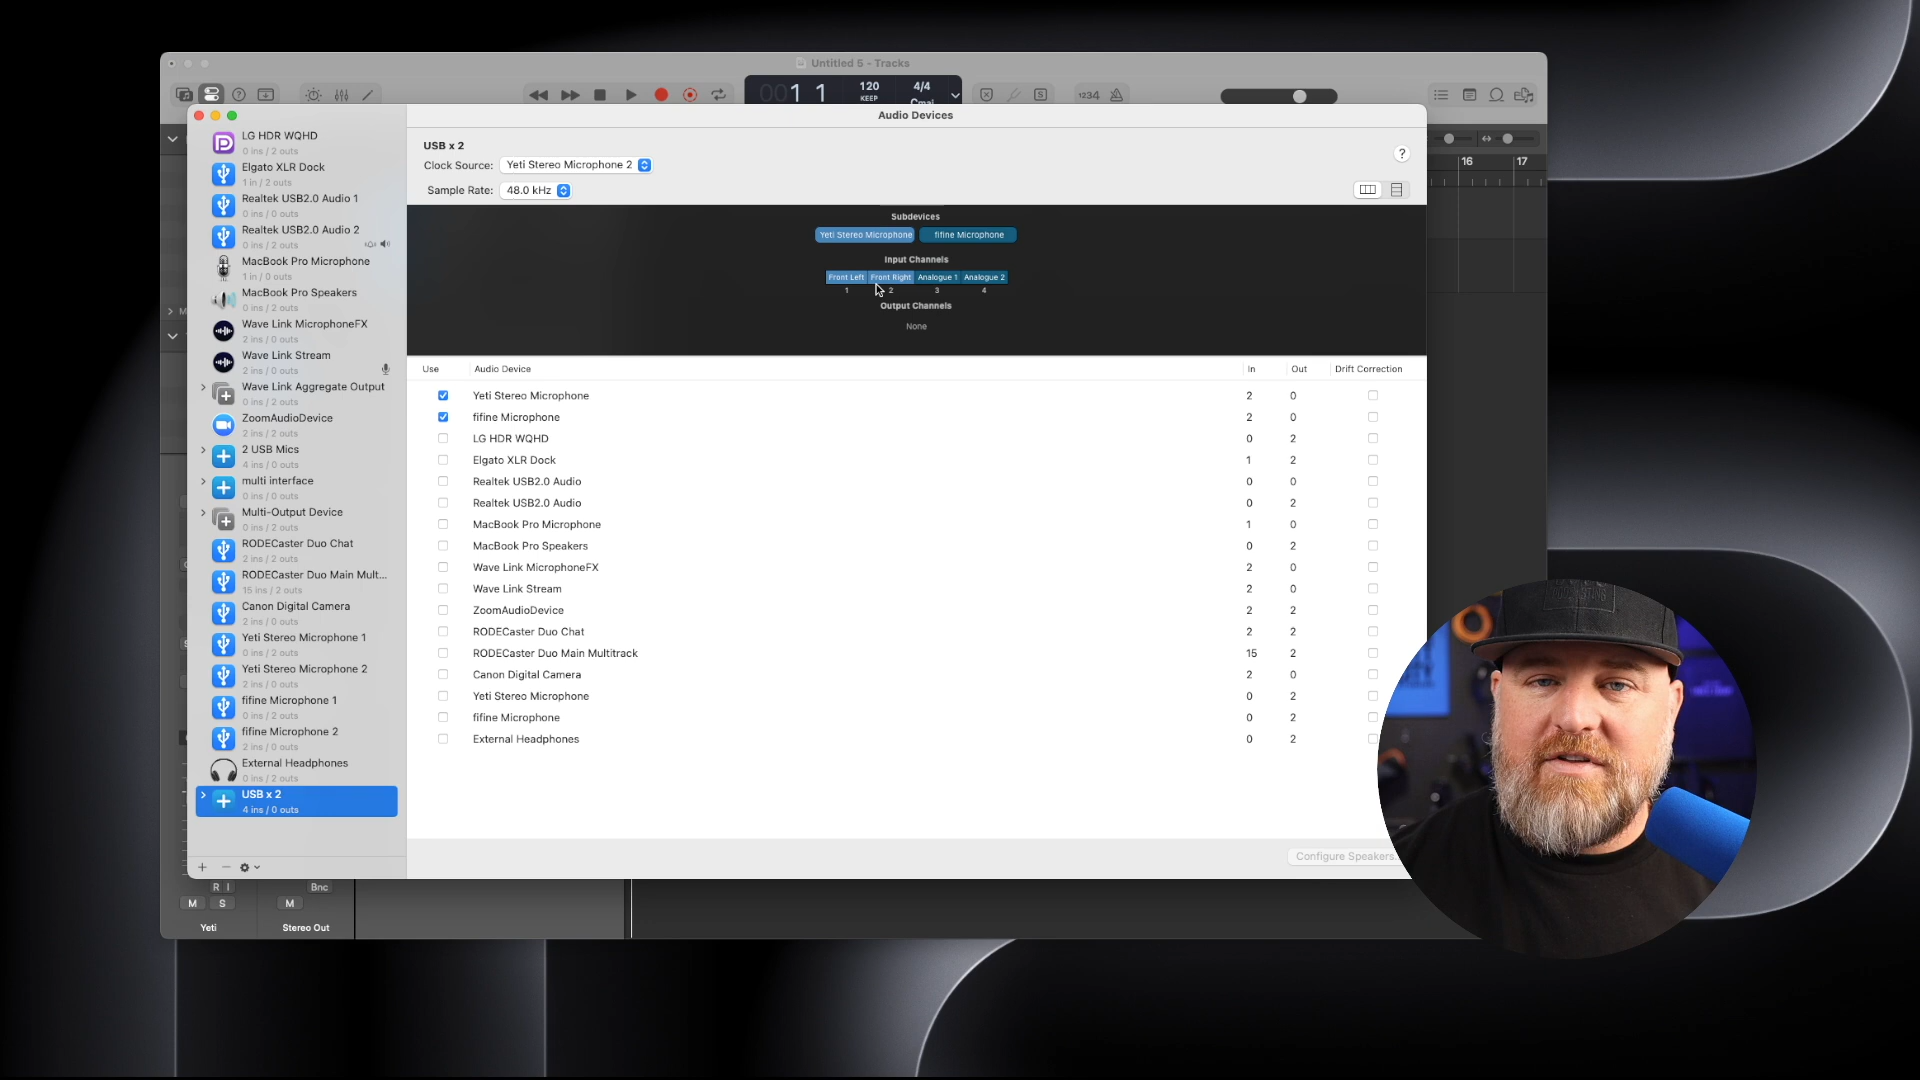 Untitled 5 - Tracks
001 1
120
KEEP
4/4
Cmaj
1234
16
17
Audio Devices
LG HDR WQHD
0 ins / 2 outs
Elgato XLR Dock
1 in / 2 outs
Realtek USB2.0 Audio 1
0 ins / 2 outs
Realtek USB2.0 Audio 2
0 ins / 2 outs
MacBook Pro Microphone
1 in / 0 outs
MacBook Pro Speakers
0 ins / 2 outs
Wave Link MicrophoneFX
2 ins / 0 outs
Wave Link Stream
2 ins / 0 outs
Wave Link Aggregate Output
0 ins / 2 outs
ZoomAudioDevice
2 ins / 2 outs
2 USB Mics
4 ins / 0 outs
multi interface
0 ins / 0 outs
Multi-Output Device
0 ins / 2 outs
RODECaster Duo Chat
2 ins / 2 outs
RODECaster Duo Main Mult...
15 ins / 2 outs
Canon Digital Camera
2 ins / 0 outs
Yeti Stereo Microphone 1
0 ins / 2 outs
Yeti Stereo Microphone 2
2 ins / 0 outs
fifine Microphone 1
0 ins / 2 outs
fifine Microphone 2
2 ins / 0 outs
External Headphones
0 ins / 2 outs
USB x 2
4 ins / 0 outs
USB x 2
Clock Source: Yeti Stereo Microphone 2
?
Sample Rate: 48.0 kHz
Subdevices
Yeti Stereo Microphone fifine Microphone
Input Channels
Front Left Front Right Analogue 1 Analogue 2
1 2 3 4
Output Channels
None
Use Audio Device In Out Drift Correction
Yeti Stereo Microphone 2 0
fifine Microphone 2 0
LG HDR WQHD 0 2
Elgato XLR Dock 1 2
Realtek USB2.0 Audio 0 0
Realtek USB2.0 Audio 0 2
MacBook Pro Microphone 1 0
MacBook Pro Speakers 0 2
Wave Link MicrophoneFX 2 0
Wave Link Stream 2 0
ZoomAudioDevice 2 2
RODECaster Duo Chat 2 2
RODECaster Duo Main Multitrack 15 2
Canon Digital Camera 2 0
Yeti Stereo Microphone 0 2
fifine Microphone 0 2
External Headphones 0 2
Configure Speakers...
R I
Bnc
M S
M
Yeti
Stereo Out